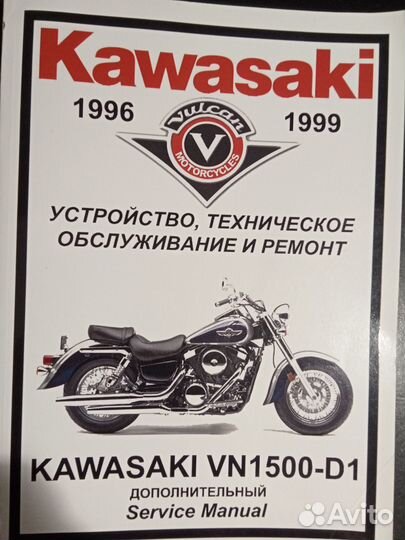 Kawasaki
1996
1999
Vulcan
V
MOTORCYCLES
УСТРОЙСТВО, ТЕХНИЧЕСКОЕ
ОБСЛУЖИВАНИЕ И РЕМОНТ
KAWASAKI VN1500-D1
ДОПОЛНИТЕЛЬНЫЙ
Service Manual
Avito